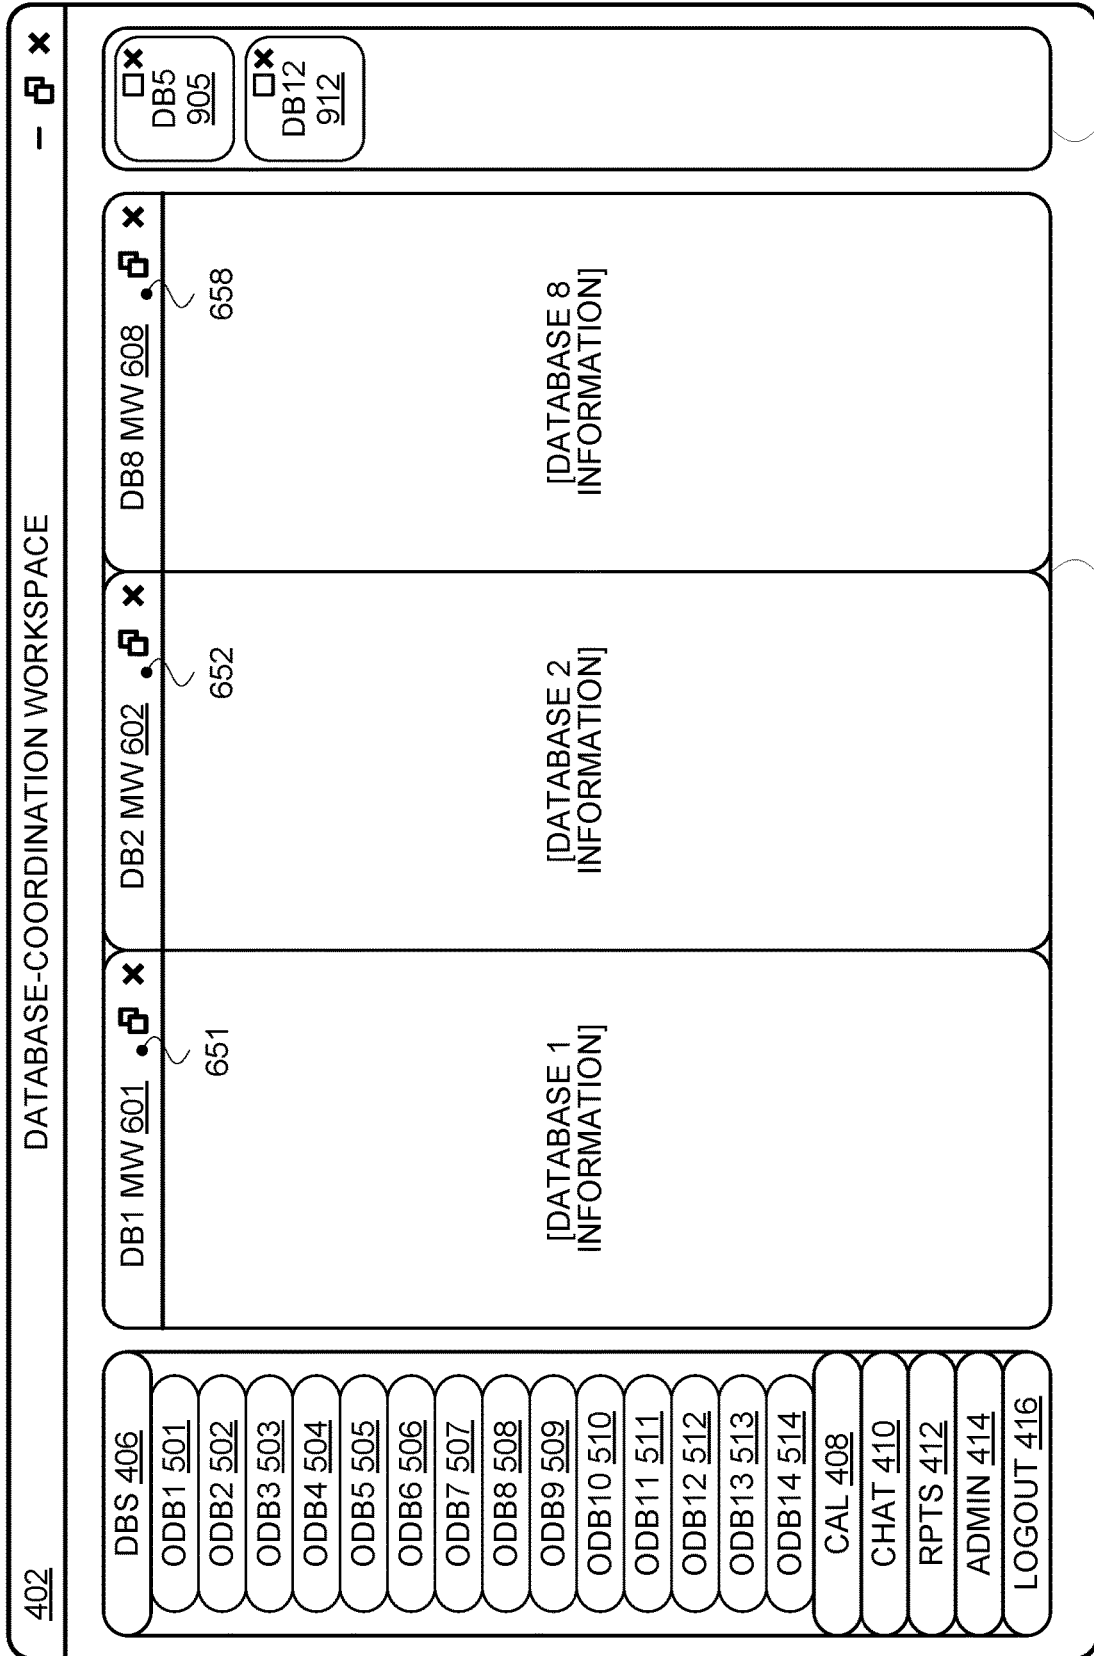 402
DATABASE-COORDINATION WORKSPACE
DBS 406
ODB1 501
ODB2 502
ODB3 503
ODB4 504
ODB5 505
ODB6 506
ODB7 507
ODB8 508
ODB9 509
ODB10 510
ODB11 511
ODB12 512
ODB13 513
ODB14 514
CAL 408
CHAT 410
RPTS 412
ADMIN 414
LOGOUT 416
DB1 MW 601
651
[DATABASE 1
INFORMATION]
DB2 MW 602
652
[DATABASE 2
INFORMATION]
DB8 MW 608
658
[DATABASE 8
INFORMATION]
DB5
905
DB12
912